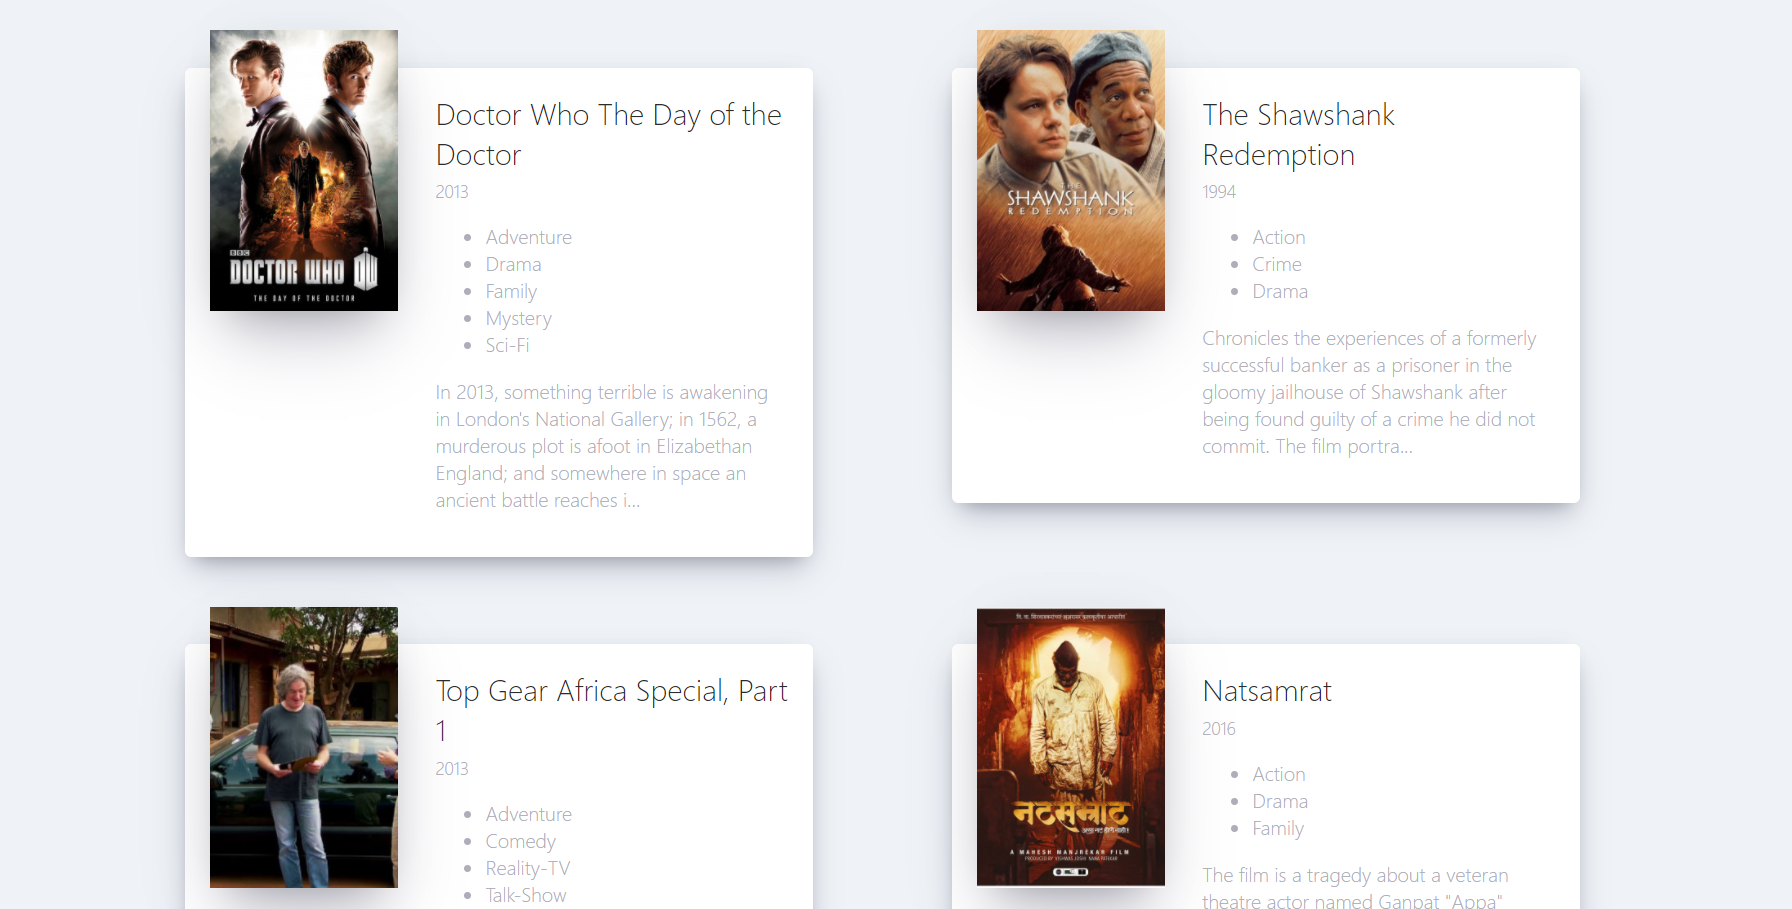 BBC
DOCTOR WHO DW
THE DAY OF THE DOCTOR
Doctor Who The Day of the
Doctor
2013
Adventure
Drama
Family
Mystery
Sci-Fi
In 2013, something terrible is awakening
in London's National Gallery; in 1562, a
murderous plot is afoot in Elizabethan
England; and somewhere in space an
ancient battle reaches i...
THE
SHAWSHANK
REDEMPTION
The Shawshank
Redemption
1994
Action
Crime
Drama
Chronicles the experiences of a formerly
successful banker as a prisoner in the
gloomy jailhouse of Shawshank after
being found guilty of a crime he did not
commit. The film portra...
Top Gear Africa Special, Part
1
2013
Adventure
Comedy
Reality-TV
Talk-Show
नटसम्राट
A MAHESH MANJREKAR FILM
Natsamrat
2016
Action
Drama
Family
The film is a tragedy about a veteran
theatre actor named Ganpat "Appa"